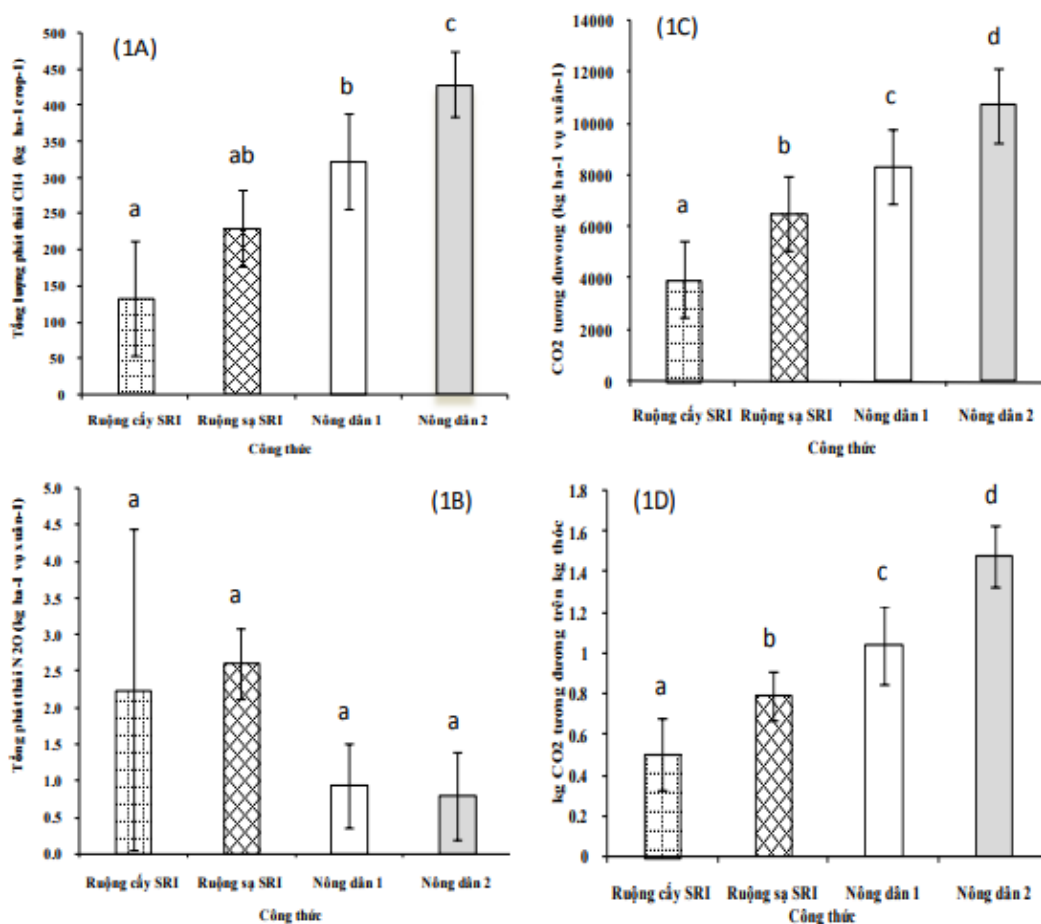 (1A)
Tổng lượng phát thải CH4 (kg ha-1 crop-1)
500
450
400
350
300
250
200
150
100
50
0
a
ab
b
c
Ruộng cấy SRI Ruộng sạ SRI Nông dân 1 Nông dân 2
Công thức
(1C)
CO2 tương đuwong (kg ha-1 vụ xuân-1)
14000
12000
10000
8000
6000
4000
2000
0
a
b
c
d
Ruộng cấy SRI Ruộng sạ SRI Nông dân 1 Nông dân 2
Công thức
(1B)
Tổng phát thải N2O (kg ha-1 vụ xuân-1)
5.0
4.5
4.0
3.5
3.0
2.5
2.0
1.5
1.0
0.5
0.0
a
a
a
a
Ruộng cấy SRI Ruộng sạ SRI Nông dân 1 Nông dân 2
Công thức
(1D)
kg CO2 tương dương trên kg thóc
1.8
1.6
1.4
1.2
1
0.8
0.6
0.4
0.2
0
a
b
c
d
Ruộng cấy SRI Ruộng sạ SRI Nông dân 1 Nông dân 2
Công thức